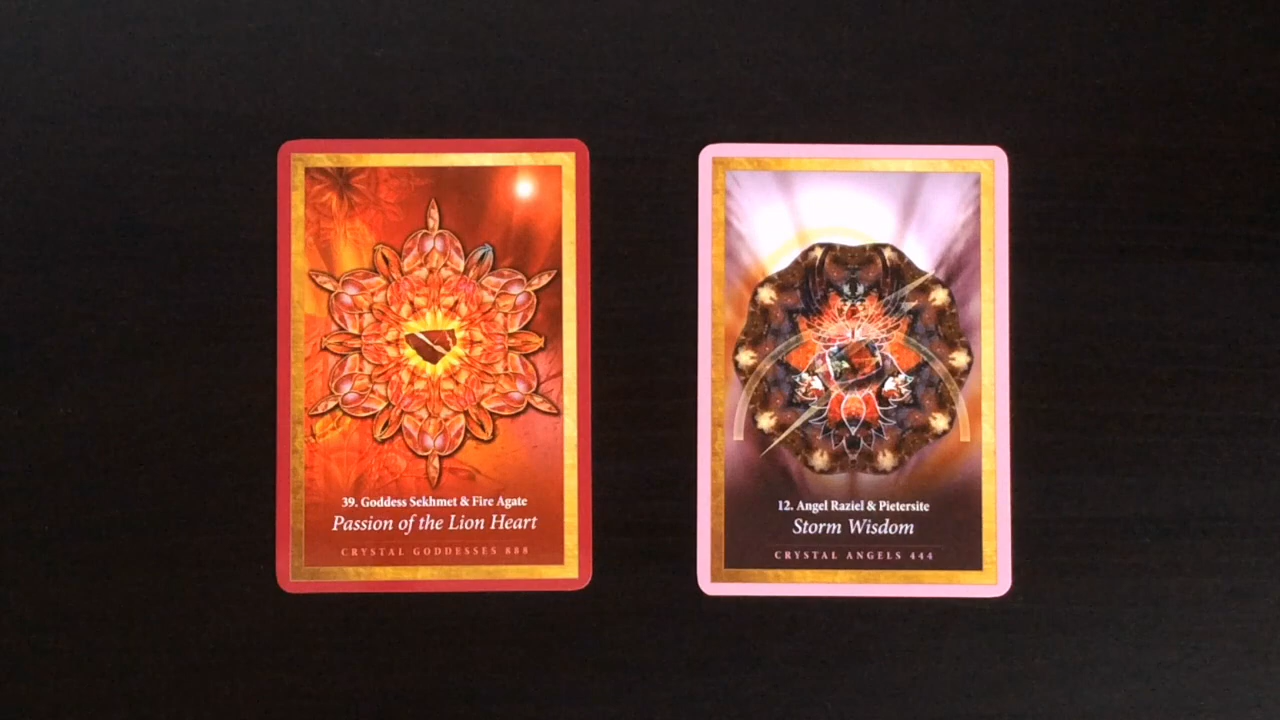 39. Goddess Sekhmet & Fire Agate
Passion of the Lion Heart
CRYSTAL GODDESSES 888
12. Angel Raziel & Pietersite
Storm Wisdom
CRYSTAL ANGELS 444